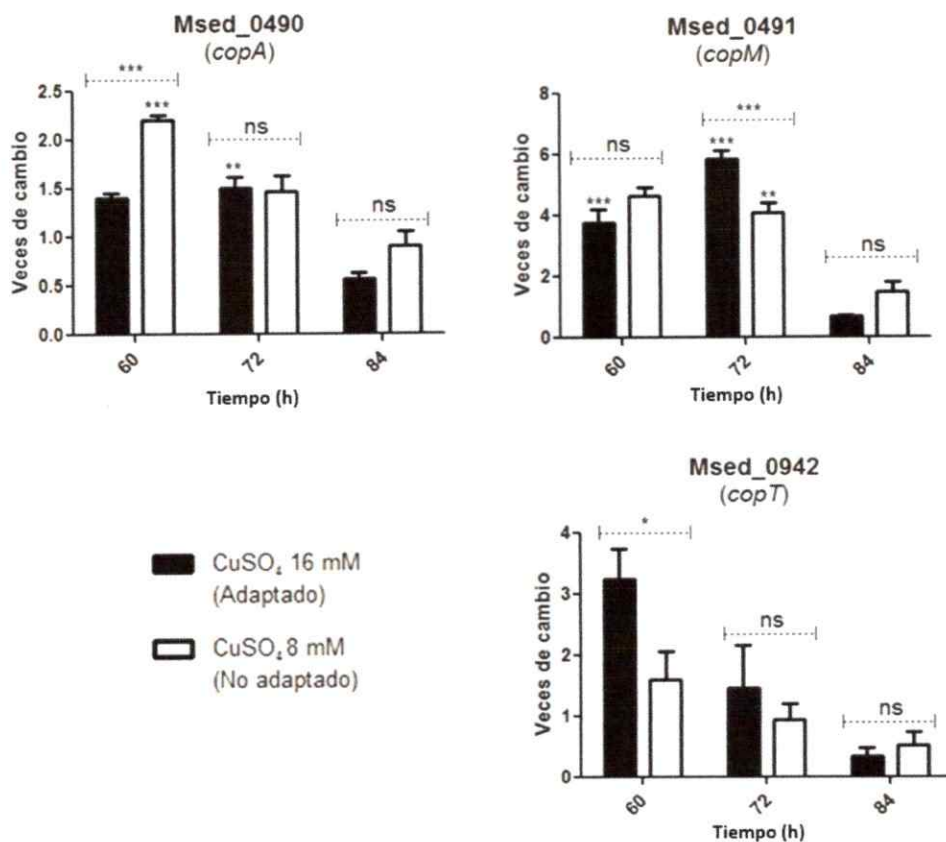 Msed_0490
(copA)
Veces de cambio
2.5
2.0
1.5
1.0
0.5
0.0
***
***
**
ns
ns
60
72
84
Tiempo (h)
Msed_0491
(copM)
Veces de cambio
8
6
4
2
0
ns
***
***
***
**
ns
60
72
84
Tiempo (h)
CuSO₄ 16 mM
(Adaptado)
CuSO₄ 8 mM
(No adaptado)
Msed_0942
(copT)
Veces de cambio
4
3
2
1
0
*
ns
ns
60
72
84
Tiempo (h)